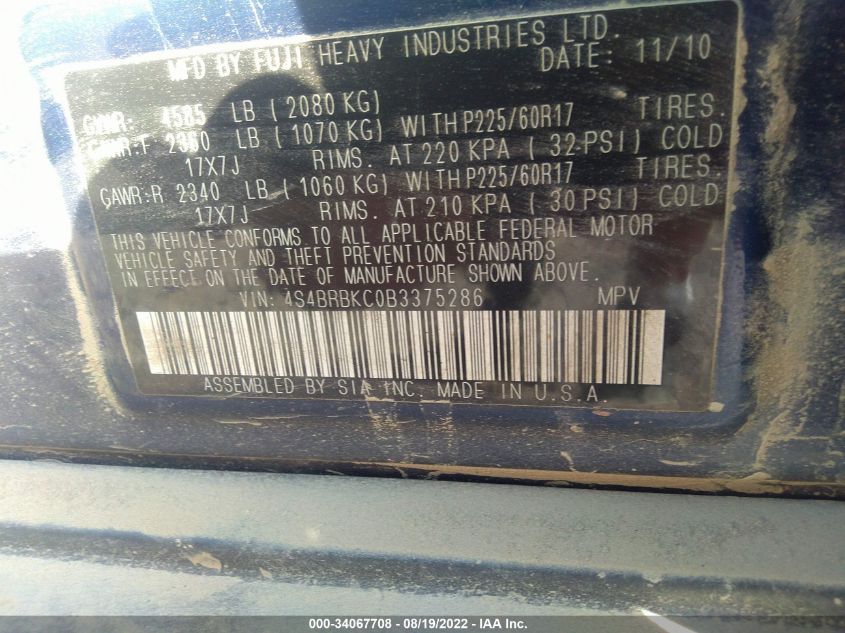 MFD BY FUJI HEAVY INDUSTRIES LTD.
DATE: 11/10
GVWR: 4585 LB ( 2080 KG)
GAWR:F 2360 LB ( 1070 KG) WITHP225/60R17 TIRES.
17X7J RIMS. AT 220 KPA ( 32 PSI) COLD
GAWR:R 2340 LB ( 1060 KG) WITHP225/60R17 TIRES.
17X7J RIMS. AT 210 KPA ( 30 PSI) COLD
THIS VEHICLE CONFORMS TO ALL APPLICABLE FEDERAL MOTOR
VEHICLE SAFETY AND THEFT PREVENTION STANDARDS
IN EFFECT ON THE DATE OF MANUFACTURE SHOWN ABOVE.
VIN: 4S4BRBKC0B3375286 MPV
ASSEMBLED BY SIA INC. MADE IN U.S.A.
000-34067708 - 08/19/2022 - IAA Inc.